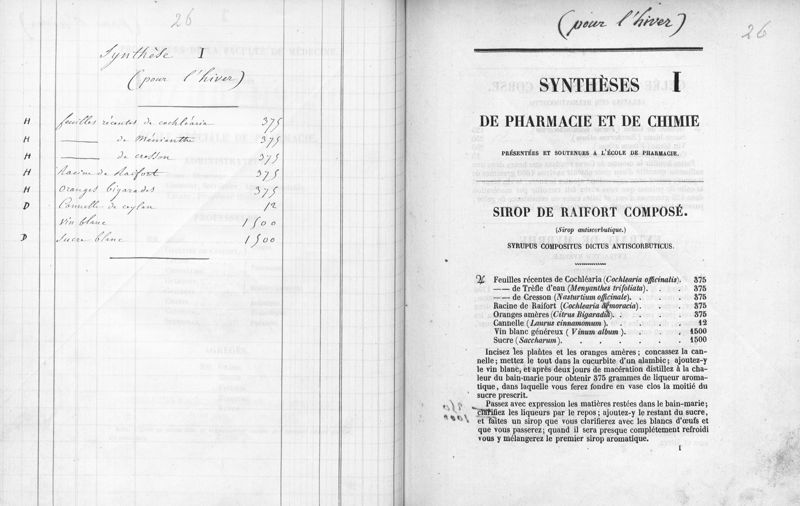 26
Synthèse I
(pour l'hiver)
H feuilles récentes de cochléaria 375
H —— de Ményanthe 375
H —— de cresson 375
H Racine de Raifort 375
H Oranges bigarades 375
D Cannelle de ceylan 12
Vin blanc 1500
D Sucre blanc 1500
(pour l'hiver)
26
SYNTHÈSES I
DE PHARMACIE ET DE CHIMIE
PRÉSENTÉES ET SOUTENUES A L'ÉCOLE DE PHARMACIE.
SIROP DE RAIFORT COMPOSÉ.
(Sirop antiscorbutique.)
SYRUPUS COMPOSITUS DICTUS ANTISCORBUTICUS.
Feuilles récentes de Cochléaria (Cochlearia officinalis). 375
—— de Trèfle d'eau (Menyanthes trifoliata). . . . 375
—— de Cresson (Nasturtium officinale). . . . . 375
Racine de Raifort (Cochlearia armoracia). . . . 375
Oranges amères (Citrus Bigaradia). . . . . 375
Cannelle (Laurus cinnamomum). . . . . 12
Vin blanc généreux (Vinum album). . . . . 1500
Sucre (Saccharum). . . . . . . 1500
Incisez les plantes et les oranges amères; concassez la can-
nelle; mettez le tout dans la cucurbite d'un alambic; ajoutez-y
le vin blanc, et après deux jours de macération distillez à la cha-
leur du bain-marie pour obtenir 375 grammes de liqueur aroma-
tique, dans laquelle vous ferez fondre en vase clos la moitié du
sucre prescrit.
Passez avec expression les matières restées dans le bain-marie;
clarifiez les liqueurs par le repos; ajoutez-y le restant du sucre,
et faites un sirop que vous clarifierez avec les blancs d'œufs et
que vous passerez; quand il sera presque complétement refroidi
vous y mélangerez le premier sirop aromatique.
I